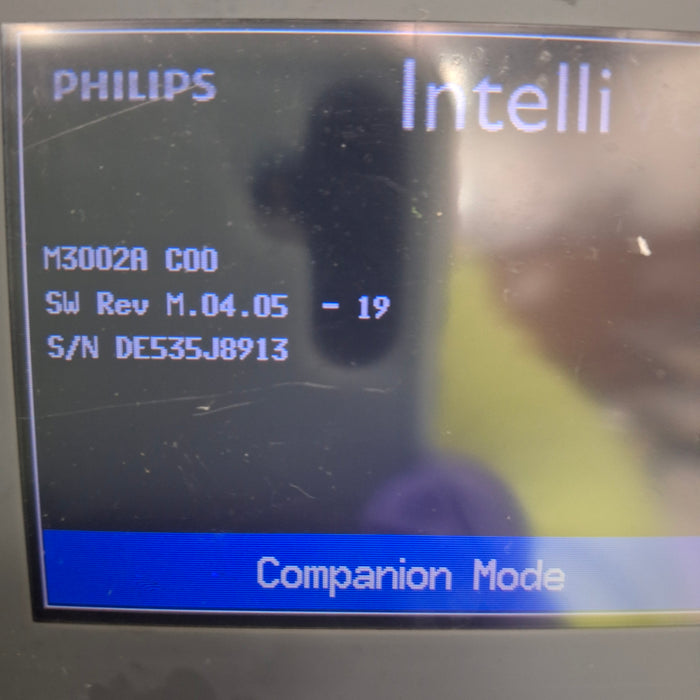 PHILIPS
Intelli
M3002A C00
SW Rev M.04.05 - 19
S/N DE535J8913
Companion Mode